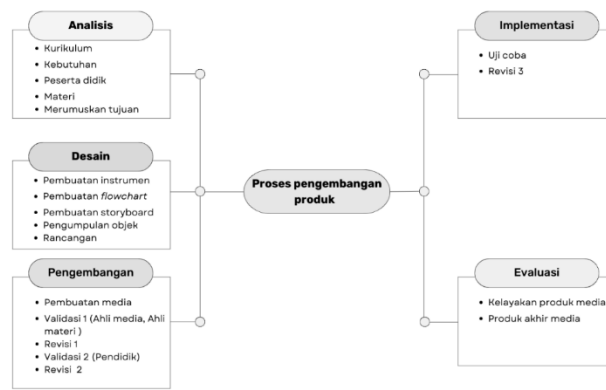 Analisis
• Kurikulum
• Kebutuhan
• Peserta didik
• Materi
• Merumuskan tujuan
Desain
• Pembuatan instrumen
• Pembuatan flowchart
• Pembuatan storyboard
• Pengumpulan objek
• Rancangan
Pengembangan
• Pembuatan media
• Validasi 1 (Ahli media, Ahli
materi )
• Revisi 1
• Validasi 2 (Pendidik)
• Revisi 2
Proses pengembangan
produk
Implementasi
• Uji coba
• Revisi 3
Evaluasi
• Kelayakan produk media
• Produk akhir media